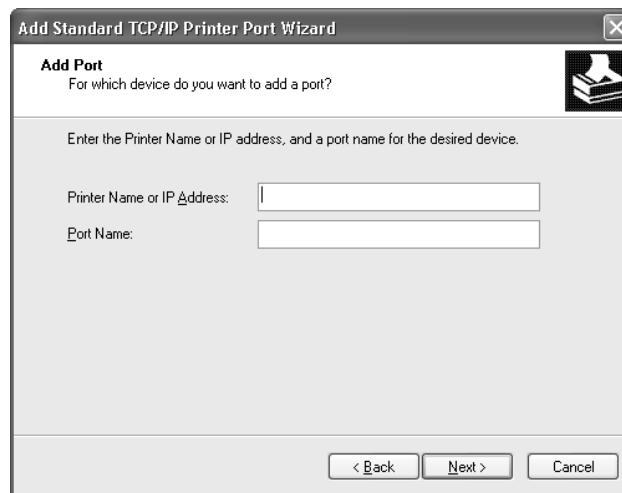 Add Standard TCP/IP Printer Port Wizard
Add Port
For which device do you want to add a port?
Enter the Printer Name or IP address, and a port name for the desired device.
Printer Name or IP Address:
Port Name:
< Back Next > Cancel